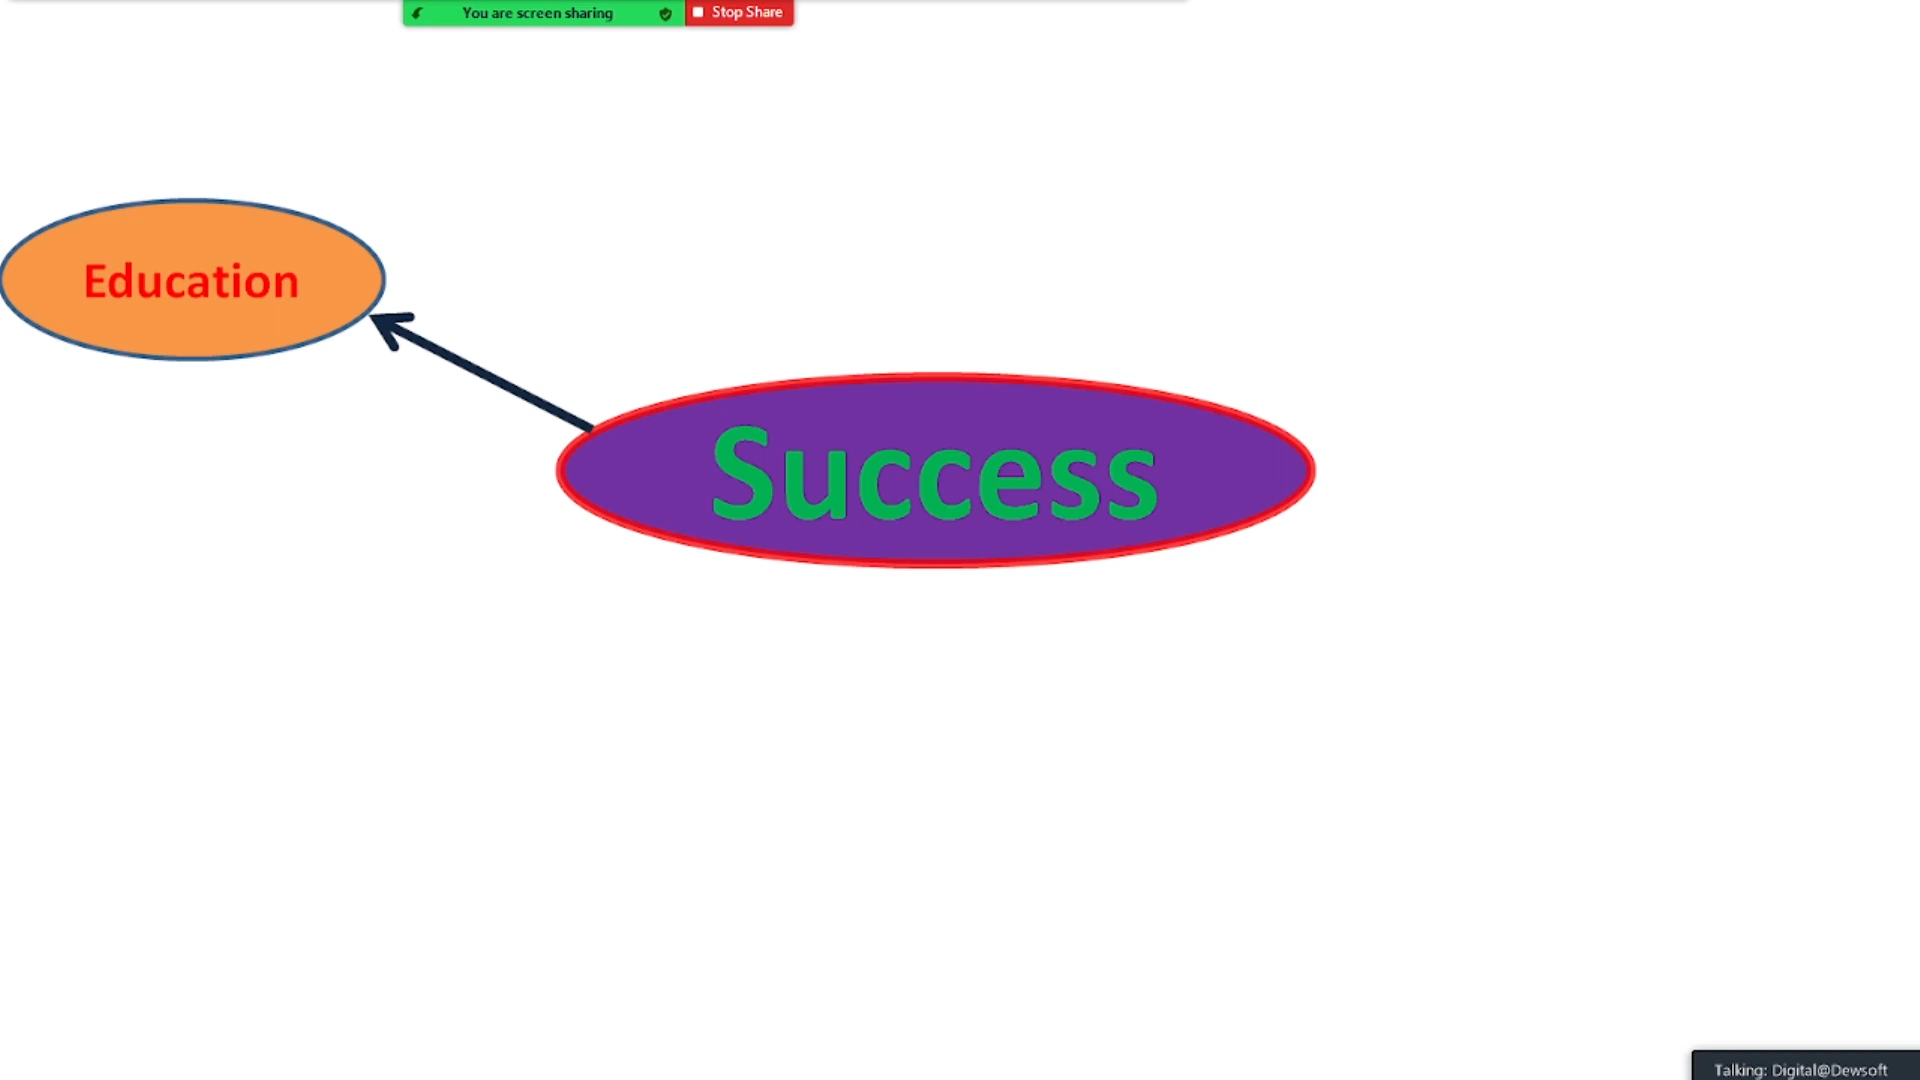 You are screen sharing
Stop Share
Education
Success
Talking: Digital@Dewsoft